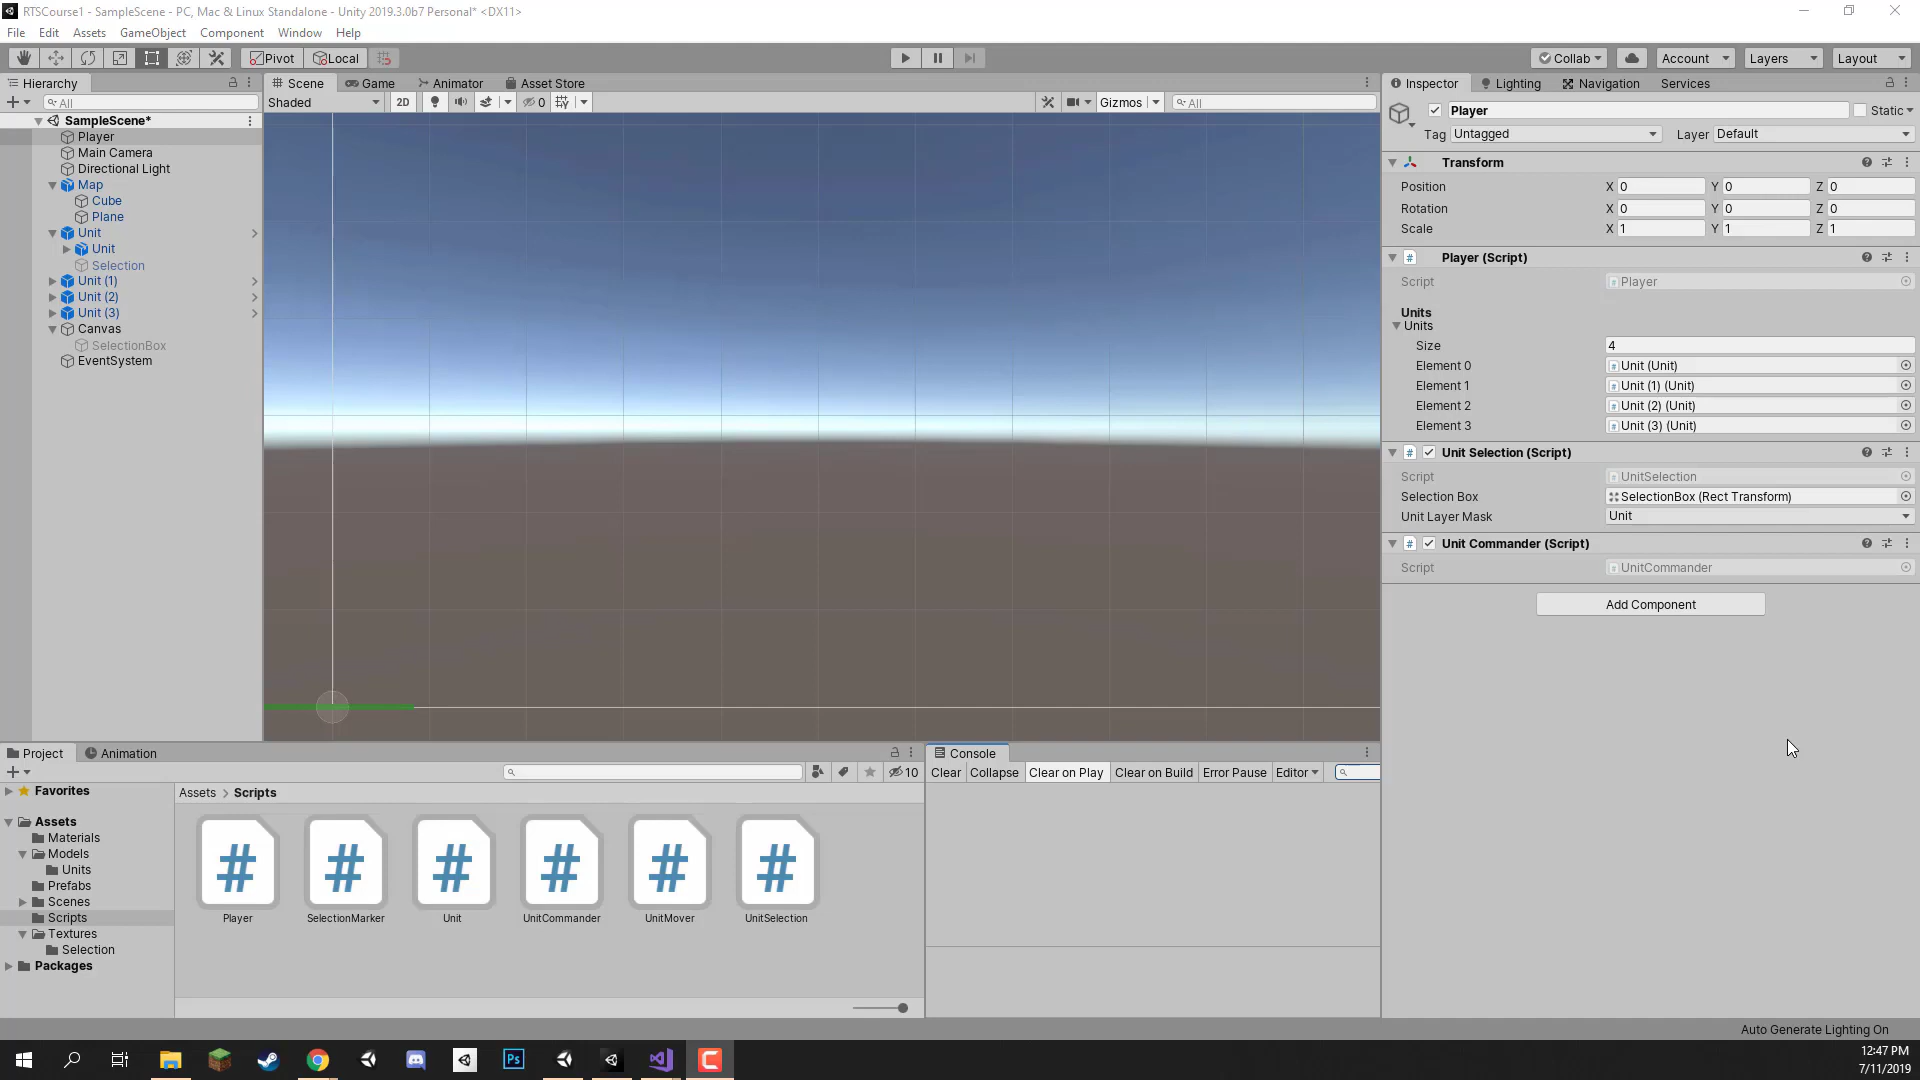 RTSCourse1 - SampleScene - PC, Mac & Linux Standalone - Unity 2019.3.0b7 Personal* <DX11>
File Edit Assets GameObject Component Window Help
Pivot Local Collab Account Layers Layout
Hierarchy
All
SampleScene*
Player
Main Camera
Directional Light
Map
Cube
Plane
Unit
Unit
Selection
Unit (1)
Unit (2)
Unit (3)
Canvas
SelectionBox
EventSystem
Scene Game Animator Asset Store
Shaded 2D 0 Gizmos All
Inspector Lighting Navigation Services
Player Static
Tag Untagged Layer Default
Transform
Position X 0 Y 0 Z 0
Rotation X 0 Y 0 Z 0
Scale X 1 Y 1 Z 1
# Player (Script)
Script Player
Units
Units
Size 4
Element 0 Unit (Unit)
Element 1 Unit (1) (Unit)
Element 2 Unit (2) (Unit)
Element 3 Unit (3) (Unit)
# Unit Selection (Script)
Script UnitSelection
Selection Box SelectionBox (Rect Transform)
Unit Layer Mask Unit
# Unit Commander (Script)
Script UnitCommander
Add Component
Project Animation
10
Favorites
Assets
Materials
Models
Units
Prefabs
Scenes
Scripts
Textures
Selection
Packages
Assets > Scripts
# # # # # #
Player SelectionMarker Unit UnitCommander UnitMover UnitSelection
Console
Clear Collapse Clear on Play Clear on Build Error Pause Editor
Auto Generate Lighting On
Ps
12:47 PM
7/11/2019